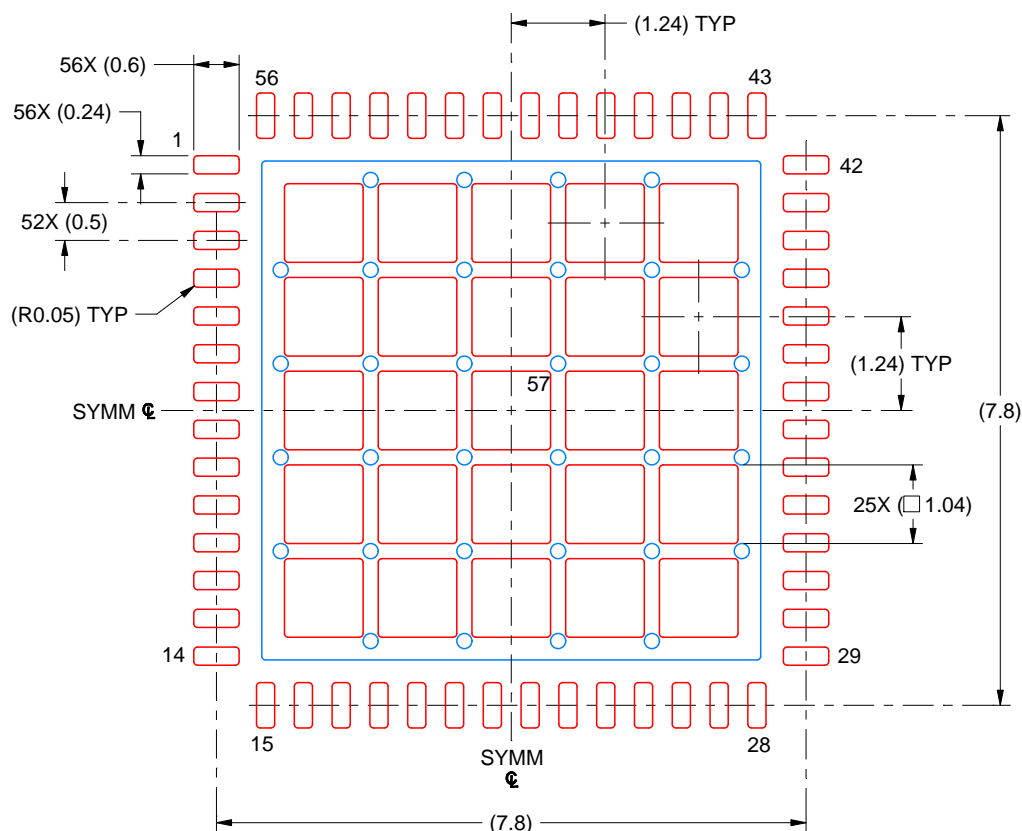 (1.24) TYP
56X (0.6)
56
43
56X (0.24)
1
42
52X (0.5)
(R0.05) TYP
(1.24) TYP
57
SYMM ℄
(7.8)
25X (□ 1.04)
14
29
15
28
SYMM
℄
(7.8)